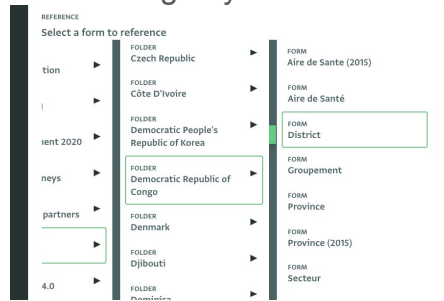 REFERENCE
Select a form to reference
tion
nent 2020
neys
partners
4.0
FOLDER
Czech Republic
FOLDER
Côte D'Ivoire
FOLDER
Democratic People's
Republic of Korea
FOLDER
Democratic Republic of
Congo
FOLDER
Denmark
FOLDER
Djibouti
FOLDER
Dominica
FORM
Aire de Sante (2015)
FORM
Aire de Santé
FORM
District
FORM
Groupement
FORM
Province
FORM
Province (2015)
FORM
Secteur